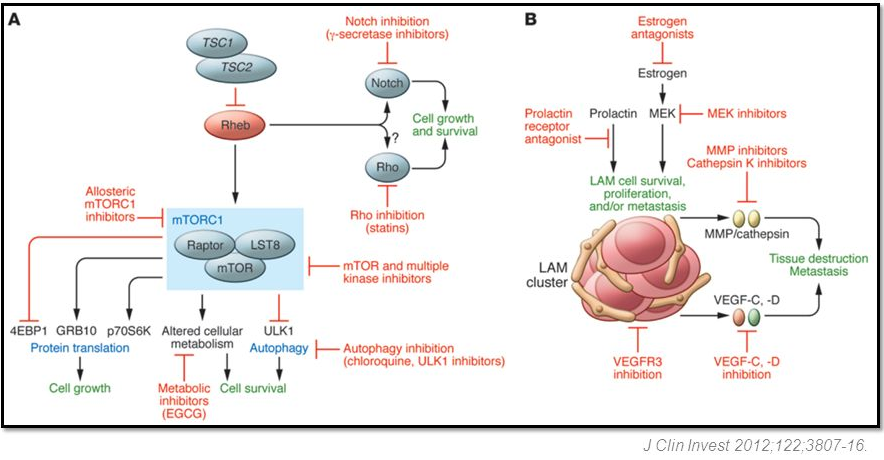 A
TSC1
TSC2
Rheb
Notch inhibition
(γ-secretase inhibitors)
Notch
?
Rho
Cell growth
and survival
Rho inhibition
(statins)
Allosteric
mTORC1
inhibitors
mTORC1
Raptor
LST8
mTOR
mTOR and multiple
kinase inhibitors
4EBP1
GRB10
p70S6K
Altered cellular
metabolism
ULK1
Protein translation
Autophagy
Autophagy inhibition
(chloroquine, ULK1 inhibitors)
Cell growth
Metabolic
inhibitors
(EGCG)
Cell survival
B
Estrogen
antagonists
Estrogen
Prolactin
receptor
antagonist
Prolactin
MEK
MEK inhibitors
MMP inhibitors
Cathepsin K inhibitors
LAM cell survival,
proliferation,
and/or metastasis
MMP/cathepsin
LAM
cluster
Tissue destruction
Metastasis
VEGF-C, -D
VEGFR3
inhibition
VEGF-C, -D
inhibition
J Clin Invest 2012;122;3807-16.